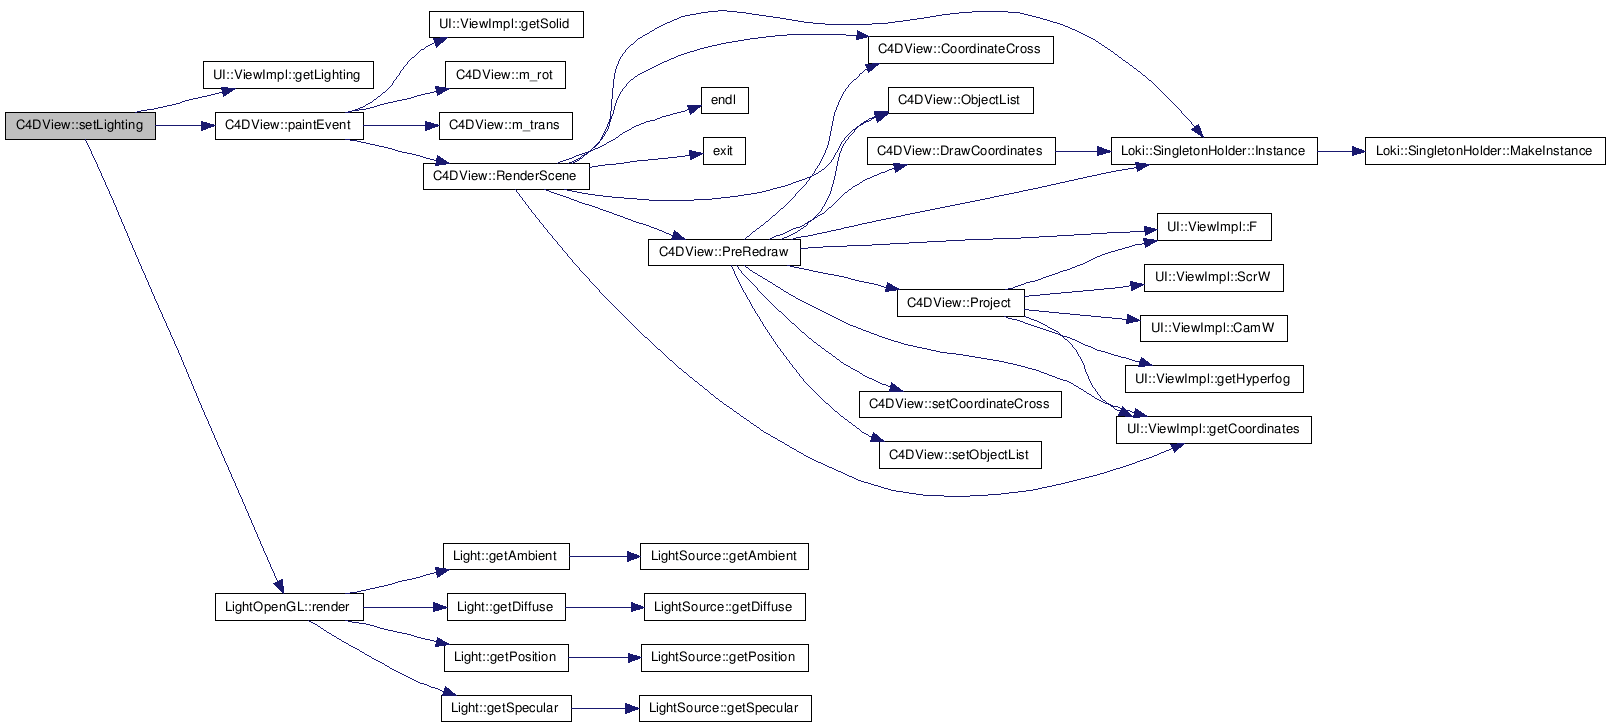 C4DView::setLighting
UI::ViewImpl::getLighting
C4DView::paintEvent
UI::ViewImpl::getSolid
C4DView::m_rot
C4DView::m_trans
C4DView::RenderScene
endl
exit
C4DView::PreRedraw
C4DView::CoordinateCross
C4DView::ObjectList
C4DView::DrawCoordinates
Loki::SingletonHolder::Instance
Loki::SingletonHolder::MakeInstance
UI::ViewImpl::F
C4DView::Project
UI::ViewImpl::ScrW
UI::ViewImpl::CamW
UI::ViewImpl::getHyperfog
C4DView::setCoordinateCross
UI::ViewImpl::getCoordinates
C4DView::setObjectList
LightOpenGL::render
Light::getAmbient
LightSource::getAmbient
Light::getDiffuse
LightSource::getDiffuse
Light::getPosition
LightSource::getPosition
Light::getSpecular
LightSource::getSpecular